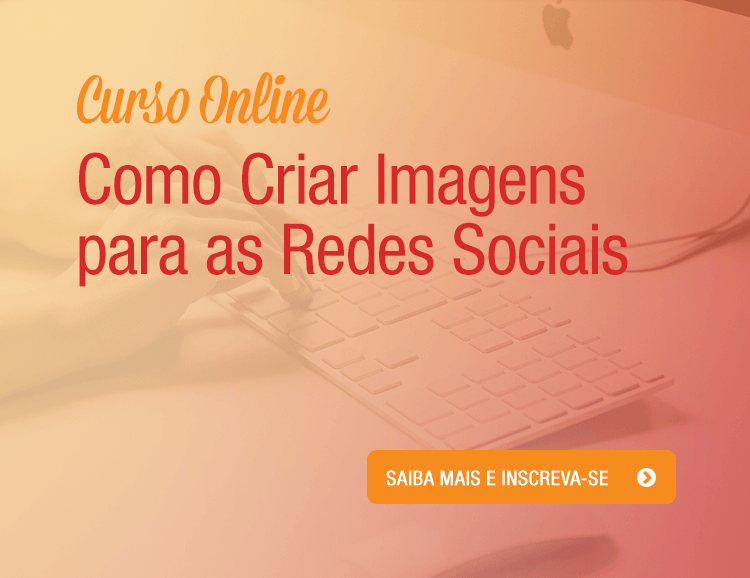 Curso Online
Como Criar Imagens
para as Redes Sociais
SAIBA MAIS E INSCREVA-SE